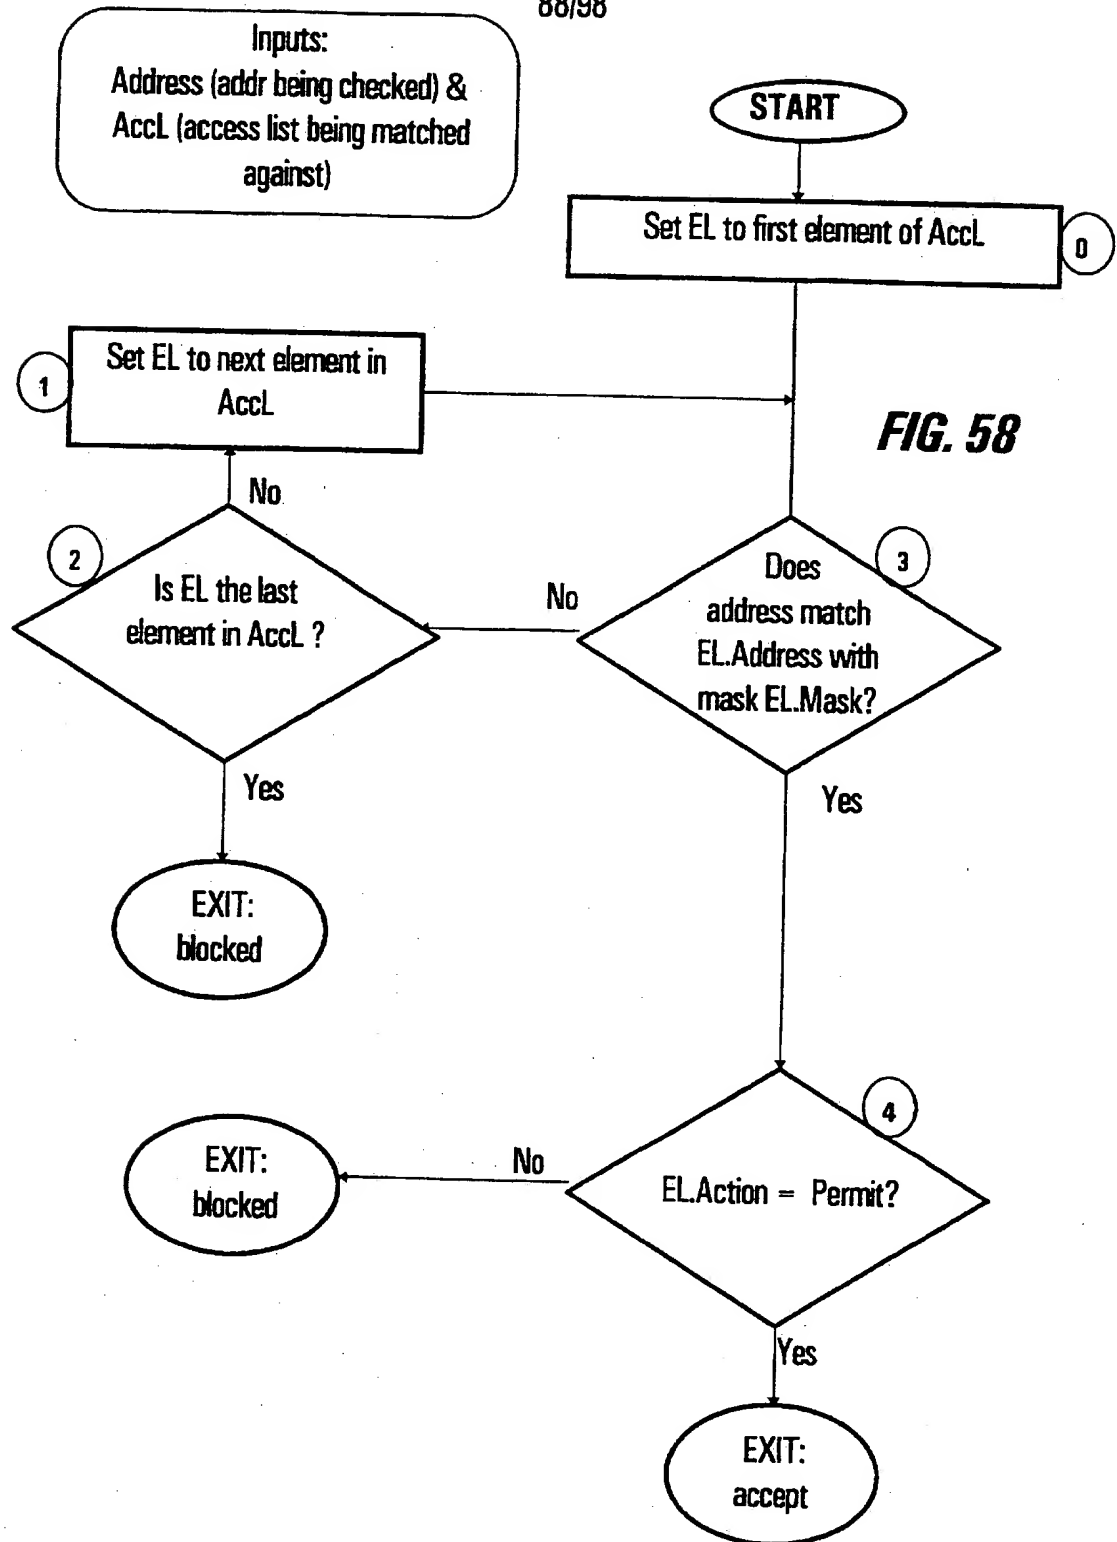 88/98
Inputs:
Address (addr being checked) &
AccL (access list being matched
against)
START
Set EL to first element of AccL
0
1
Set EL to next element in
AccL
FIG. 58
No
2
Is EL the last
element in AccL ?
No
3
Does
address match
EL.Address with
mask EL.Mask?
Yes
Yes
EXIT:
blocked
4
EXIT:
blocked
No
EL.Action = Permit?
Yes
EXIT:
accept